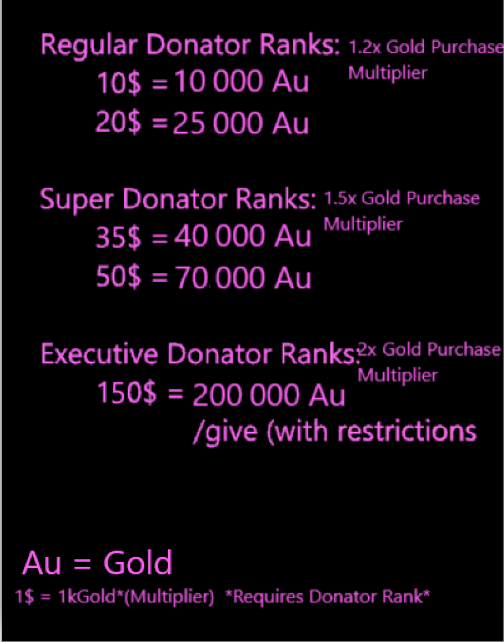 Regular Donator Ranks: 1.2x Gold Purchase
Multiplier
10$ = 10 000 Au
20$ = 25 000 Au
Super Donator Ranks: 1.5x Gold Purchase
Multiplier
35$ = 40 000 Au
50$ = 70 000 Au
Executive Donator Ranks: 2x Gold Purchase
Multiplier
150$ = 200 000 Au
/give (with restrictions
Au = Gold
1$ = 1kGold*(Multiplier) *Requires Donator Rank*